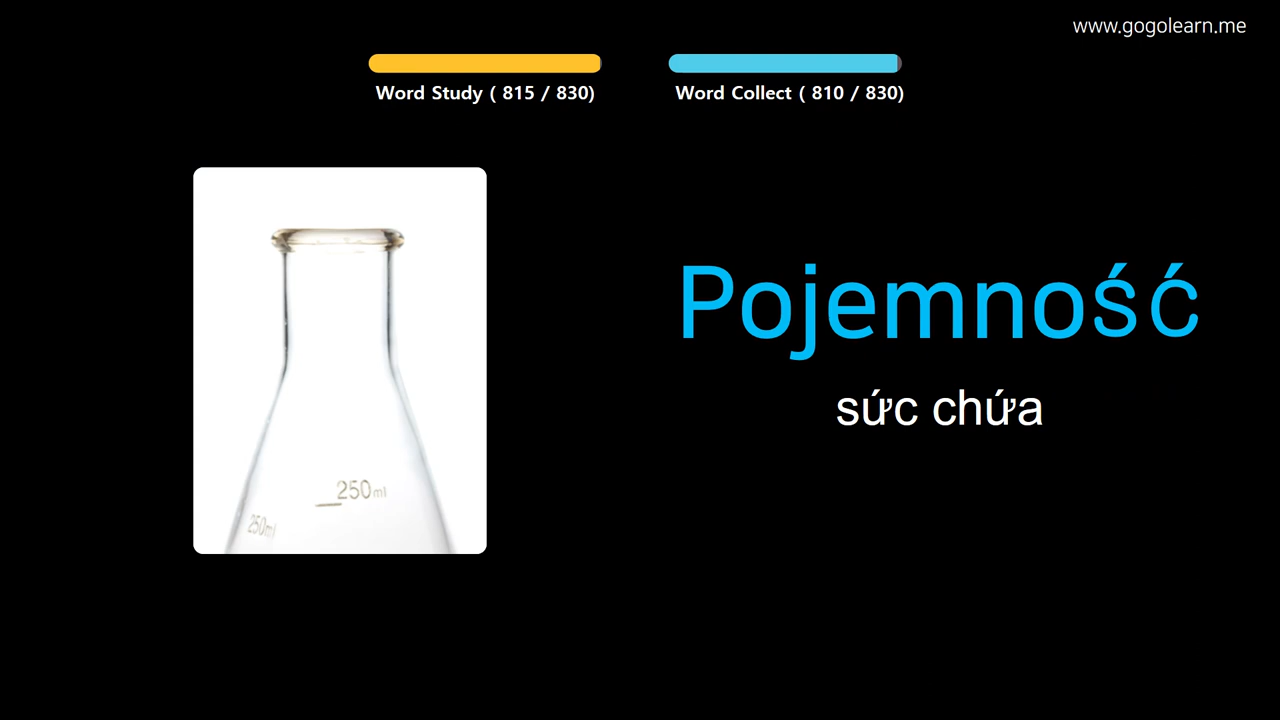 www.gogolearn.me
Word Study ( 815 / 830)
Word Collect ( 810 / 830)
Pojemność
sức chứa
250ml
250ml